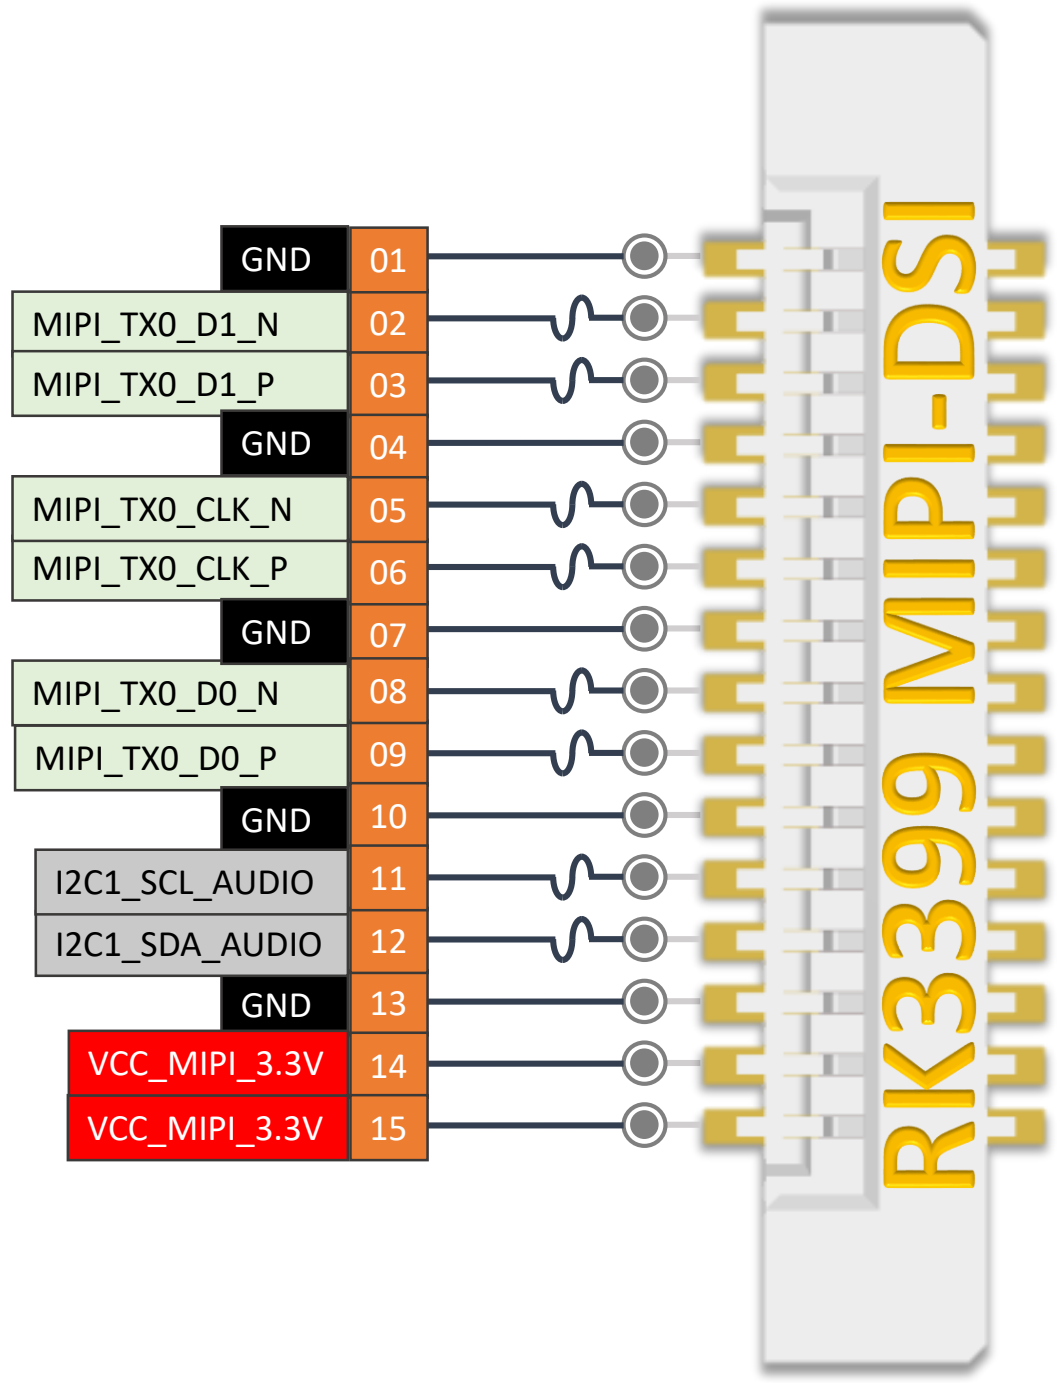 GND 01
MIPI_TX0_D1_N 02
MIPI_TX0_D1_P 03
GND 04
MIPI_TX0_CLK_N 05
MIPI_TX0_CLK_P 06
GND 07
MIPI_TX0_D0_N 08
MIPI_TX0_D0_P 09
GND 10
I2C1_SCL_AUDIO 11
I2C1_SDA_AUDIO 12
GND 13
VCC_MIPI_3.3V 14
VCC_MIPI_3.3V 15
RK3399 MIPI-DSI